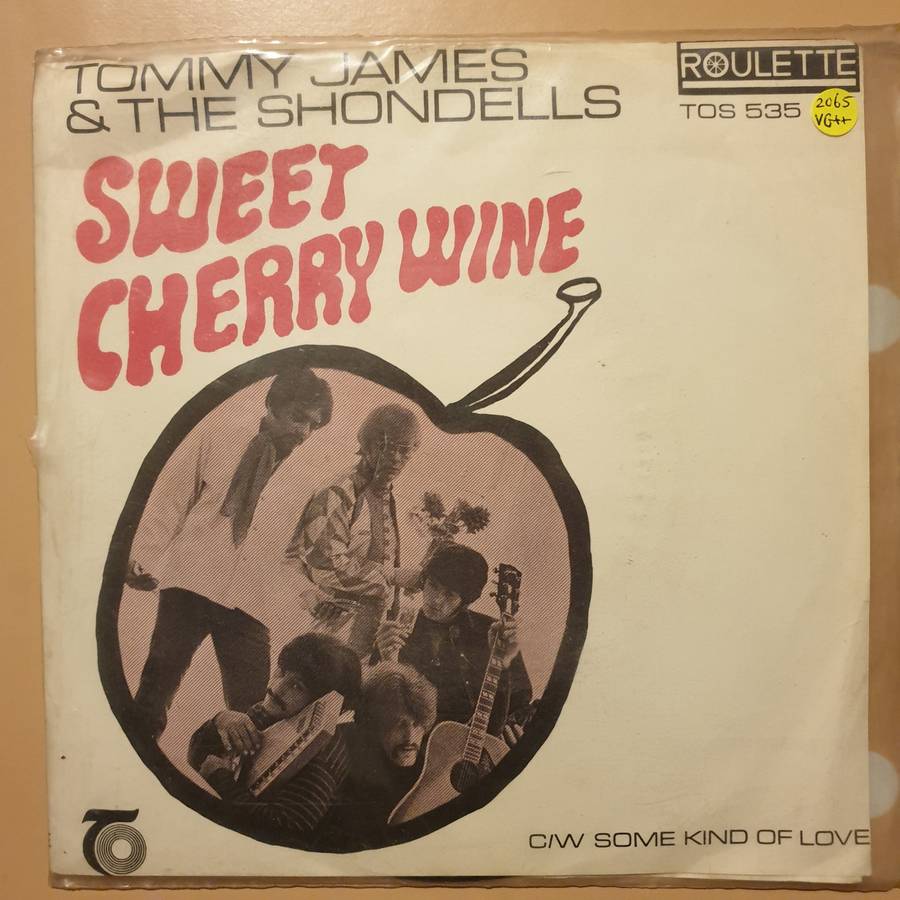 TOMMY JAMES
& THE SHONDELLS
ROULETTE
TOS 535
2065
VG++
SWEET
CHERRY WINE
C/W SOME KIND OF LOVE